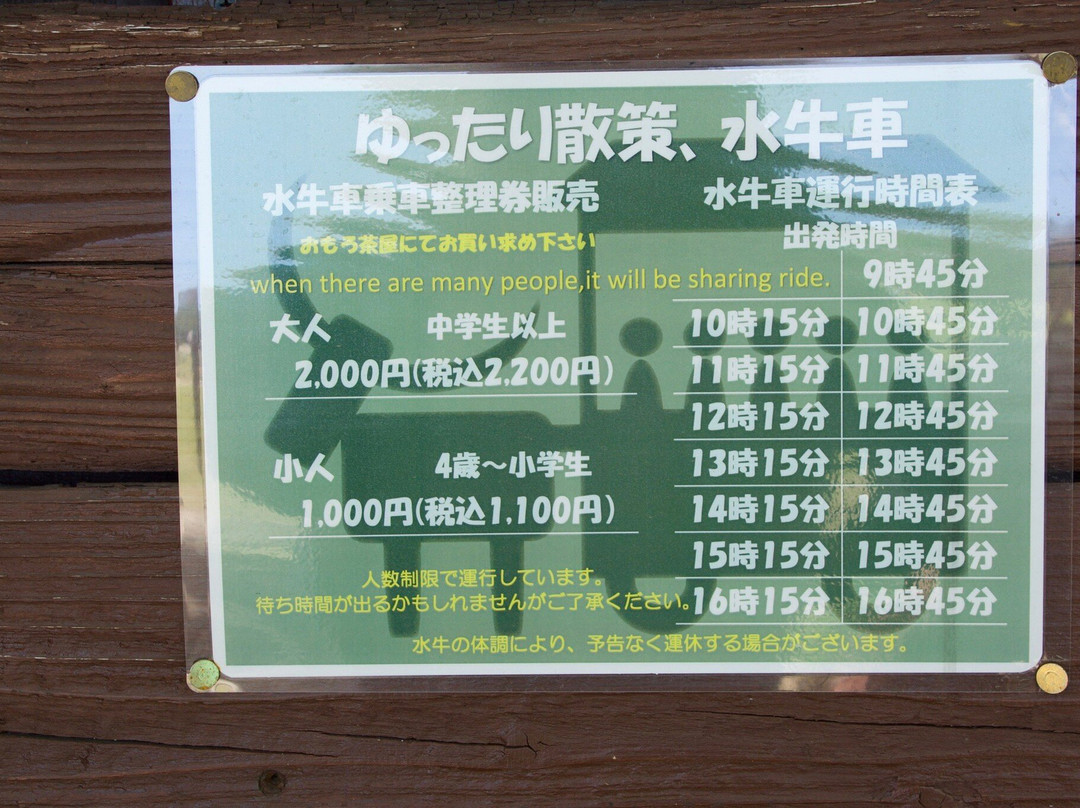 ゆったり散策、水牛車
水牛車乗車整理券販売
おもろ茶屋にてお買い求め下さい
when there are many people,it will be sharing ride.
大人 中学生以上
2,000円(税込2,200円)
小人 4歳～小学生
1,000円(税込1,100円)
人数制限で運行しています。
待ち時間が出るかもしれませんがご了承ください。
水牛車運行時間表
出発時間
9時45分
10時15分 10時45分
11時15分 11時45分
12時15分 12時45分
13時15分 13時45分
14時15分 14時45分
15時15分 15時45分
16時15分 16時45分
水牛の体調により、予告なく運休する場合がございます。